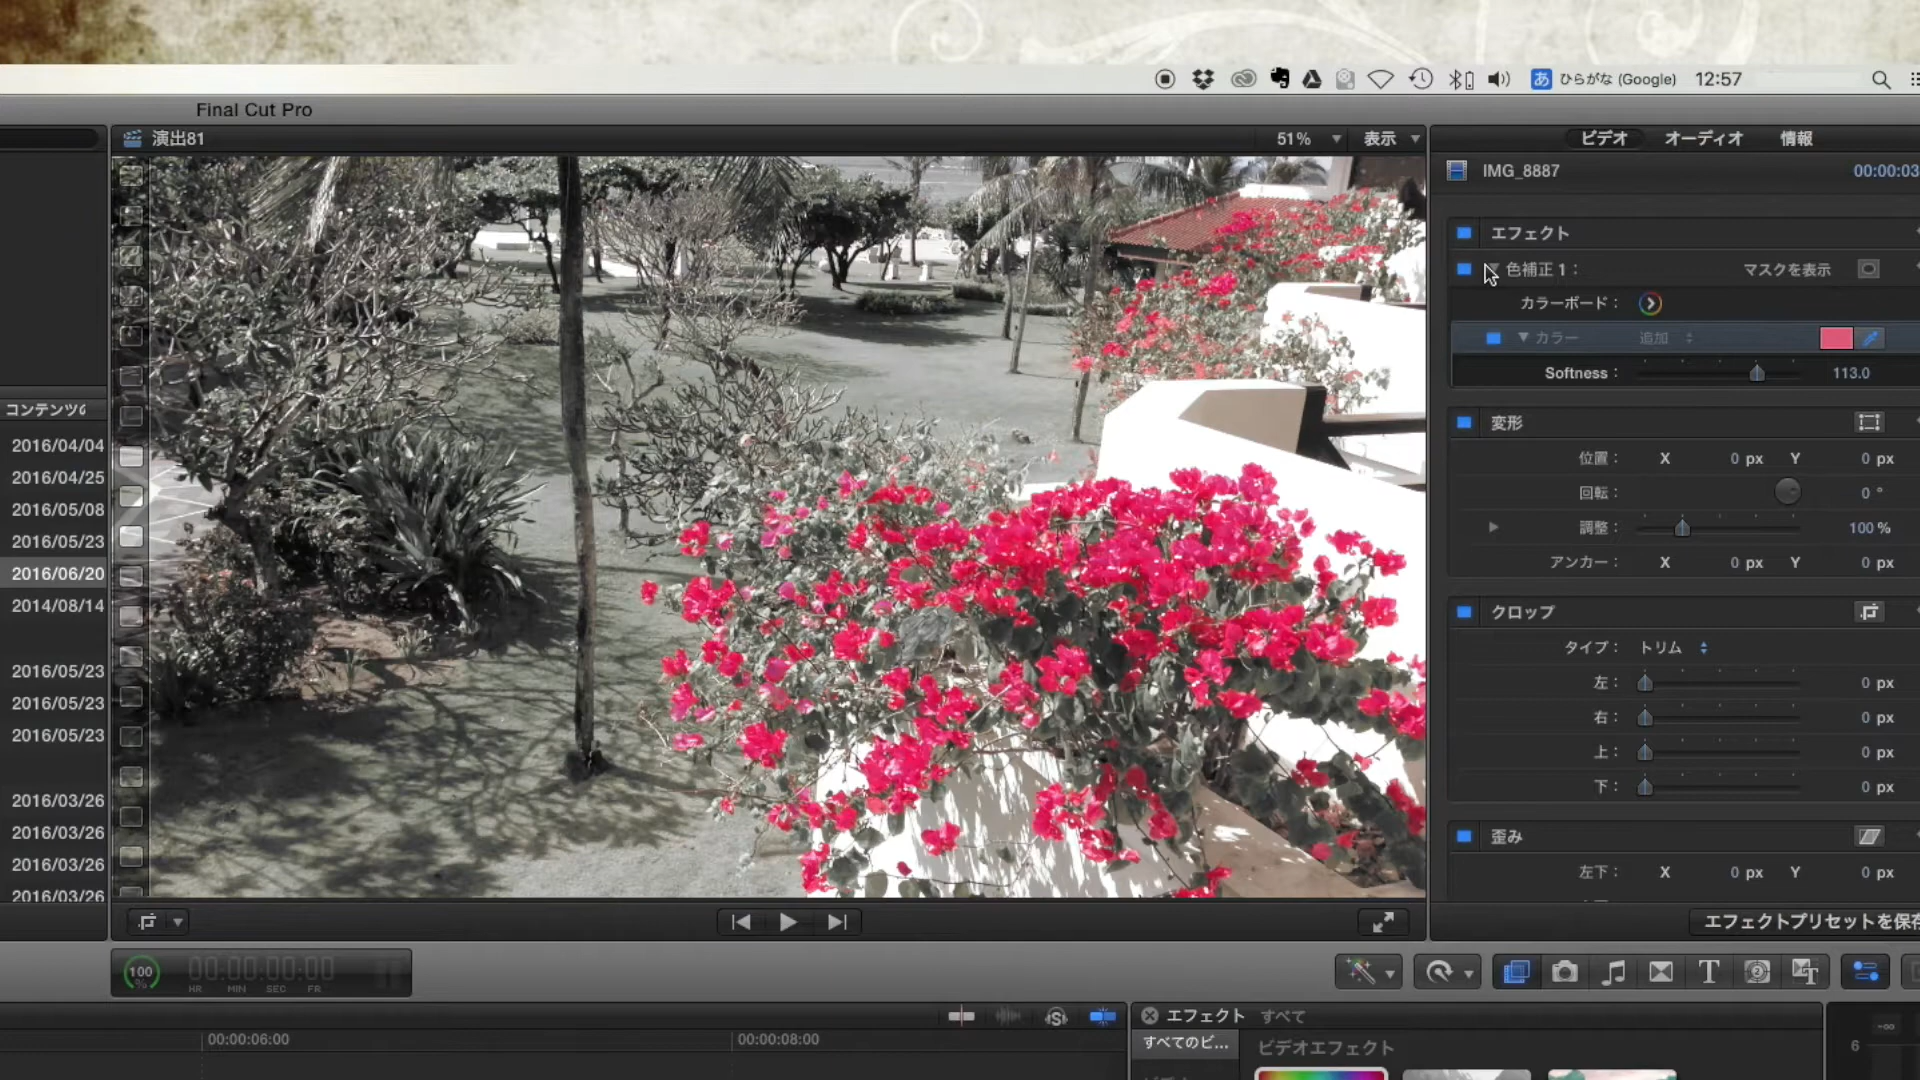 ひらがな (Google) 12:57
Final Cut Pro
演出81
51%
表示
ビデオ
オーディオ
情報
IMG_8887
00:00:03
エフェクト
色補正 1：
マスクを表示
カラーボード：
カラー
追加
Softness：
113.0
変形
位置： X 0 px Y 0 px
回転： 0 °
調整： 100 %
アンカー： X 0 px Y 0 px
クロップ
タイプ： トリム
左： 0 px
右： 0 px
上： 0 px
下： 0 px
歪み
左下： X 0 px Y 0 px
エフェクトプリセットを保存
2016/04/04
2016/04/25
2016/05/08
2016/05/23
2016/06/20
2014/08/14
2016/05/23
2016/05/23
2016/05/23
2016/03/26
2016/03/26
2016/03/26
2016/03/26
100 %
00:00:00:00
HR MIN SEC FR
00:00:06:00
00:00:08:00
エフェクト
すべて
すべてのビ...
ビデオエフェクト
-∞
6